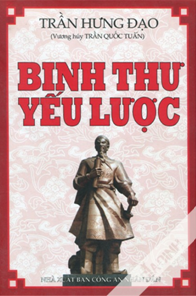 TRẦN HƯNG ĐẠO
(Vương húy TRẦN QUỐC TUẤN)
BINH THƯ
YẾU LƯỢC
NHÀ XUẤT BẢN CÔNG AN NHÂN DÂN